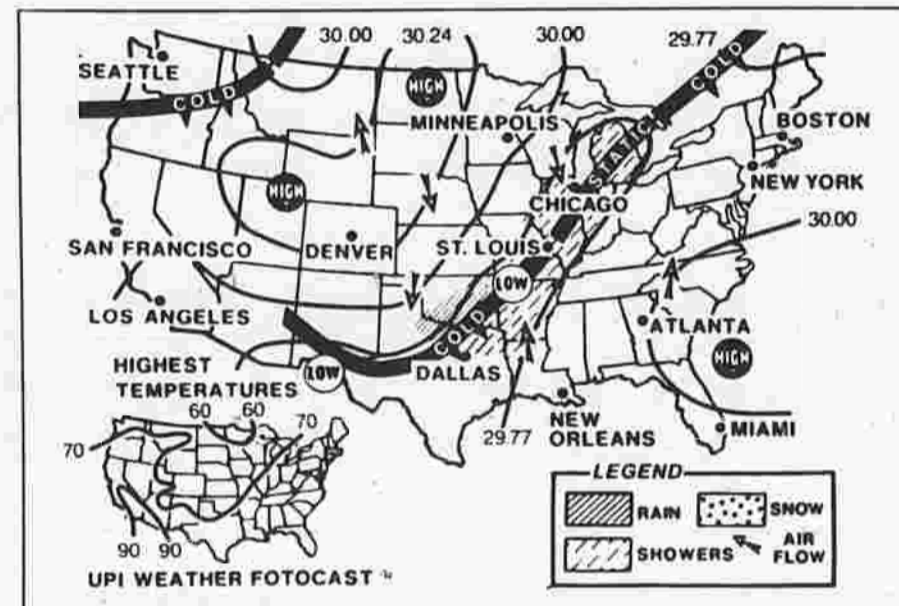 30.00 30.24 30.00 29.77
SEATTLE
COLD
HIGH
COLD
MINNEAPOLIS
BOSTON
STATIC
HIGH
NEW YORK
CHICAGO
30.00
SAN FRANCISCO
DENVER
ST. LOUIS
LOW
LOS ANGELES
COLD
ATLANTA
HIGH
LOW
DALLAS
HIGHEST
TEMPERATURES
60 60 70
70
29.77
NEW
ORLEANS
MIAMI
90 90
UPI WEATHER FOTOCAST
LEGEND
RAIN
SNOW
SHOWERS
AIR
FLOW